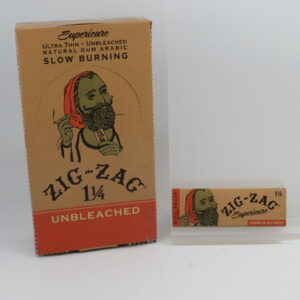 Superieure
ULTRA THIN • UNBLEACHED
NATURAL GUM ARABIC
SLOW BURNING
ZIG-ZAG
1¼
UNBLEACHED
1¼
ZIG-ZAG
Superieure
UNBLEACHED